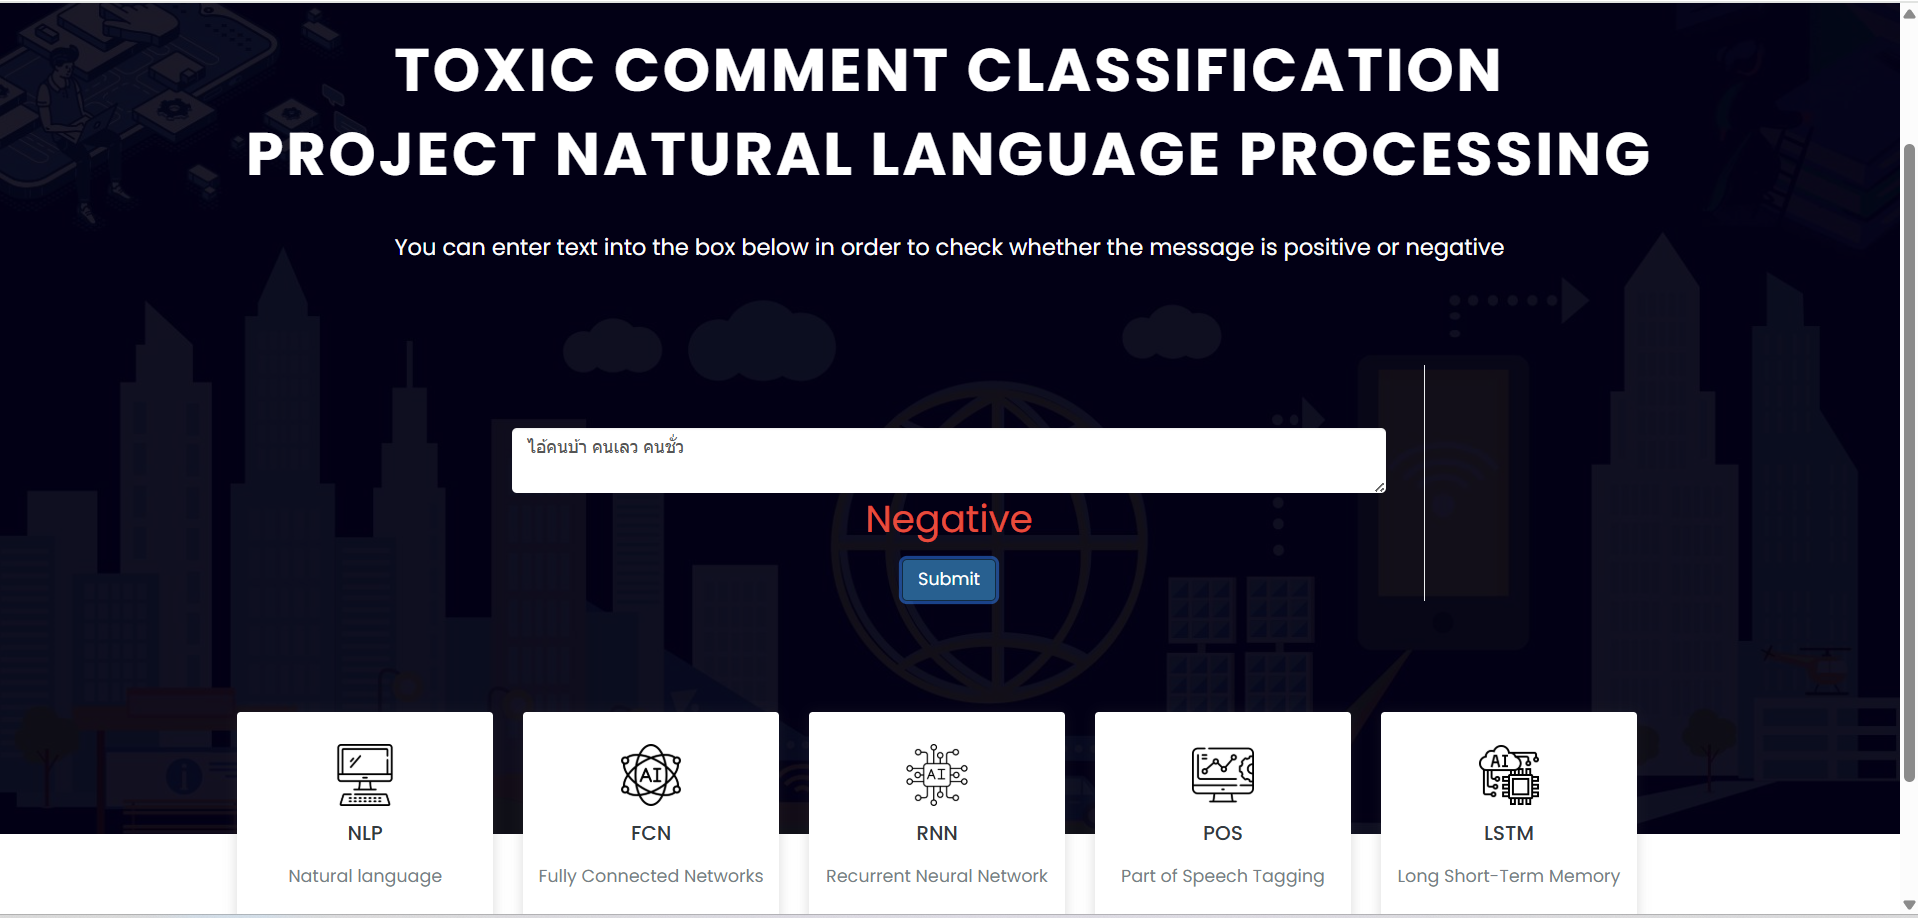 TOXIC COMMENT CLASSIFICATION
PROJECT NATURAL LANGUAGE PROCESSING
You can enter text into the box below in order to check whether the message is positive or negative
ไอ้คนบ้า คนเลว คนชั่ว
Negative
Submit
NLP
Natural language
FCN
Fully Connected Networks
RNN
Recurrent Neural Network
POS
Part of Speech Tagging
LSTM
Long Short-Term Memory
AI
AI
AI